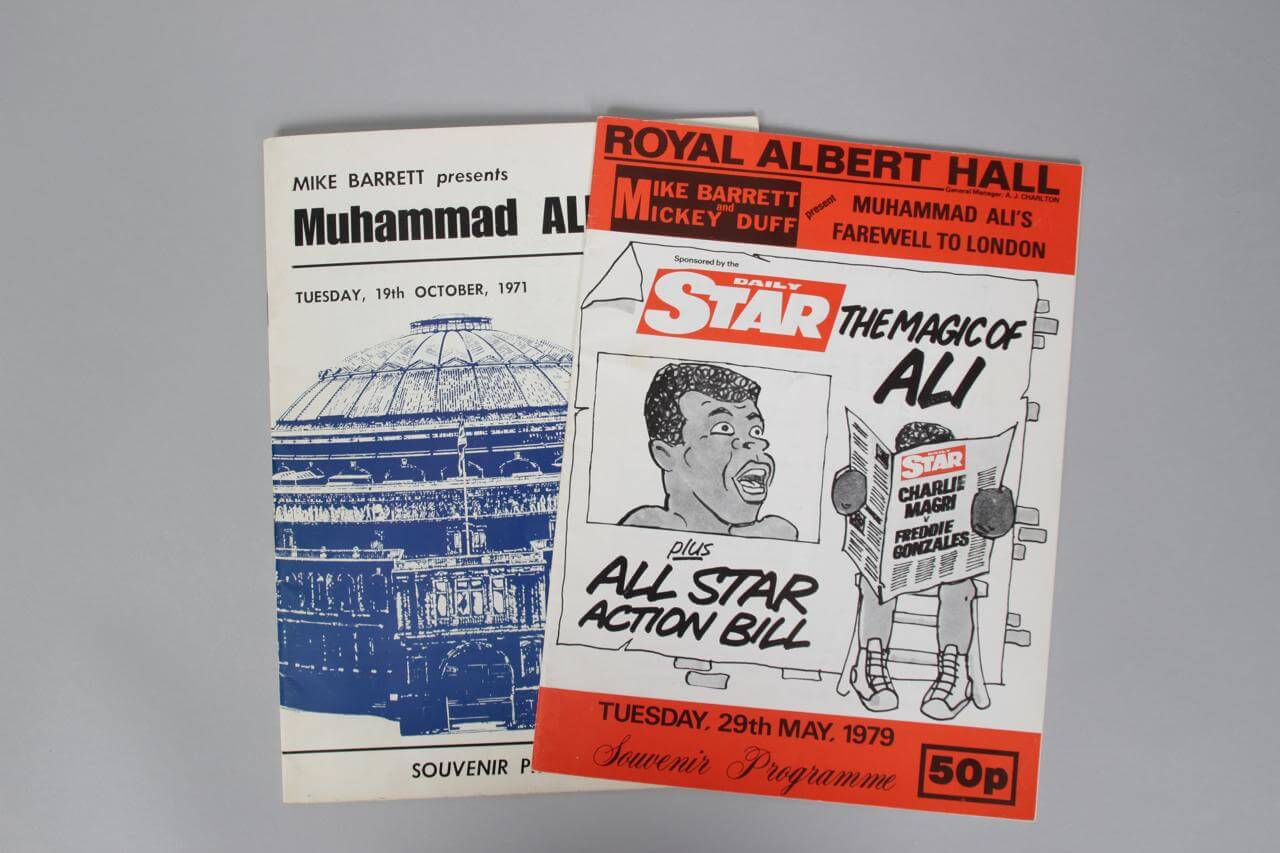 MIKE BARRETT presents
Muhammad ALI
TUESDAY, 19th OCTOBER, 1971
SOUVENIR P
ROYAL ALBERT HALL
General Manager: A. J. CHARLTON
MIKE BARRETT
and
MICKEY DUFF
present
MUHAMMAD ALI'S
FAREWELL TO LONDON
Sponsored by the
DAILY
STAR
THE MAGIC OF
ALI
DAILY
STAR
CHARLIE
MAGRI
V
FREDDIE
GONZALES
plus
ALL STAR
ACTION BILL
TUESDAY, 29th MAY, 1979
Souvenir Programme
50p